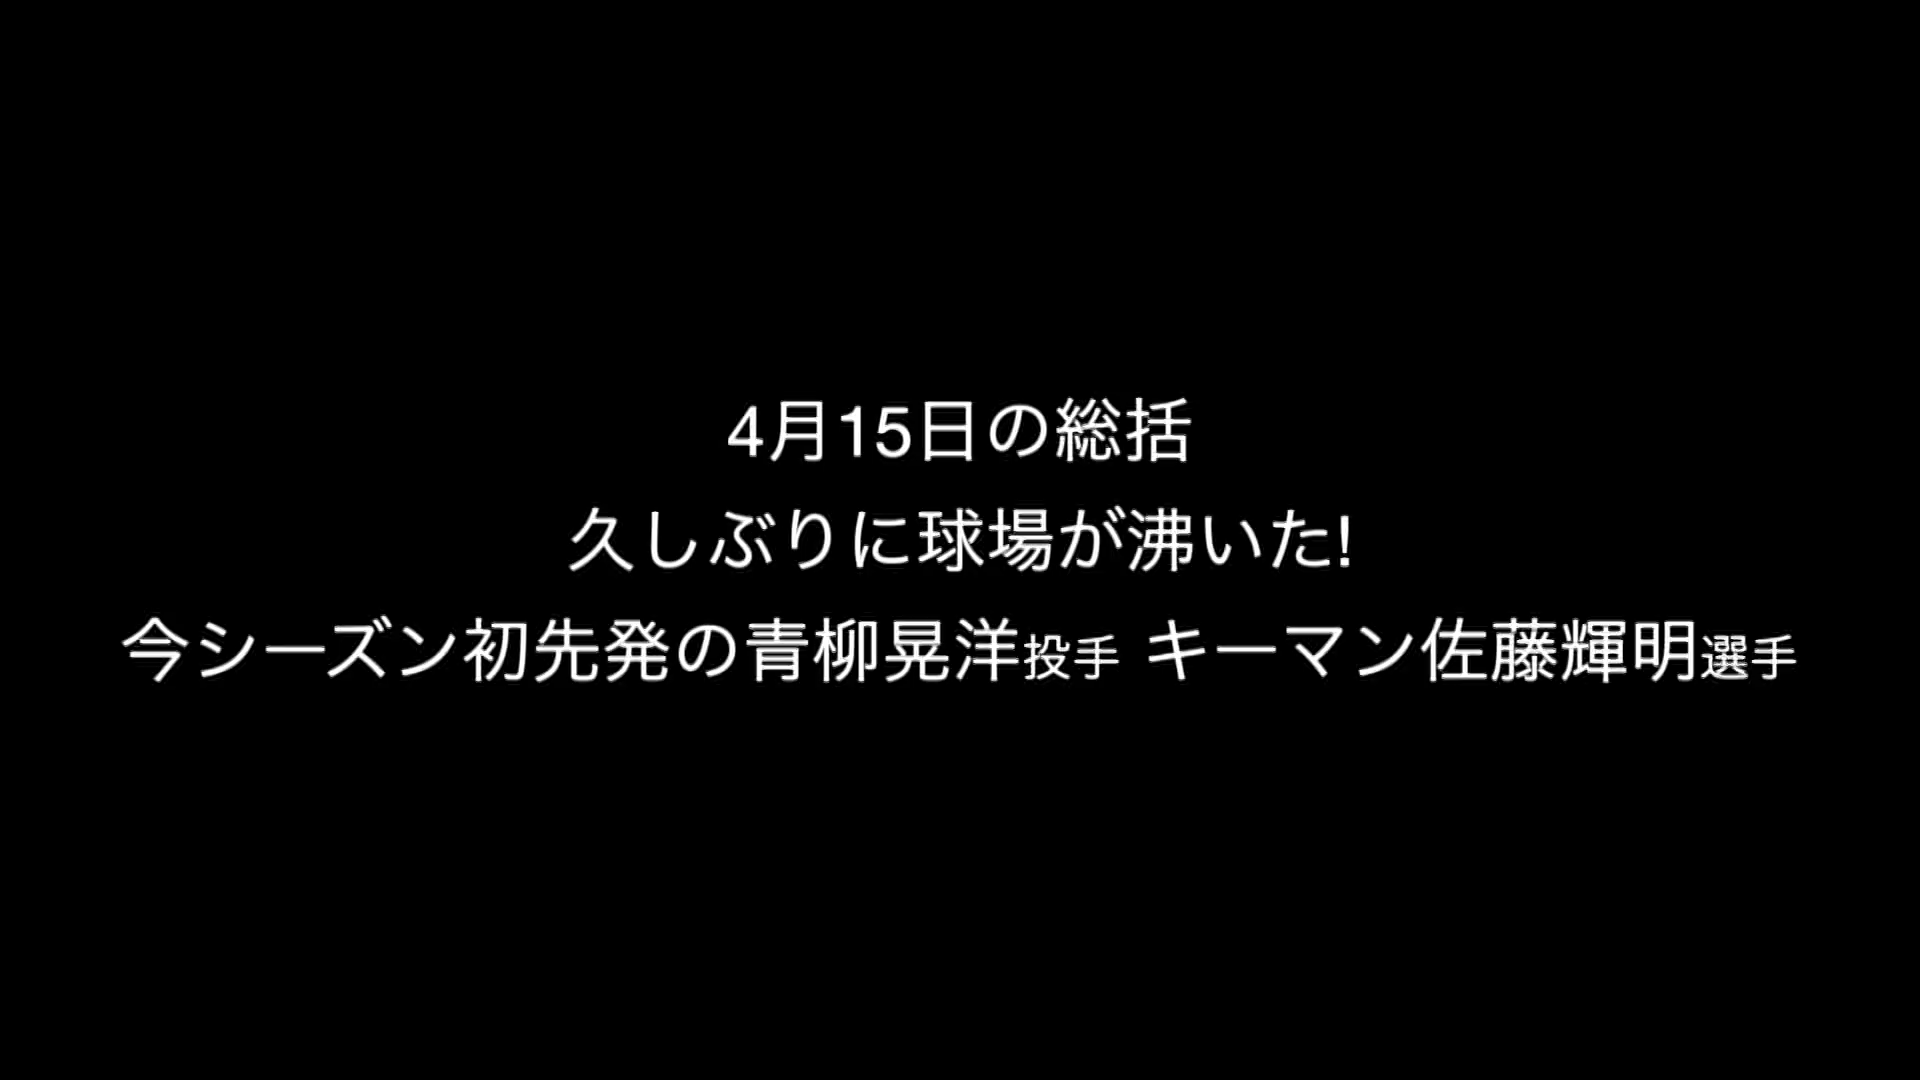 4月15日の総括
久しぶりに球場が沸いた!
今シーズン初先発の青柳晃洋投手 キーマン佐藤輝明選手